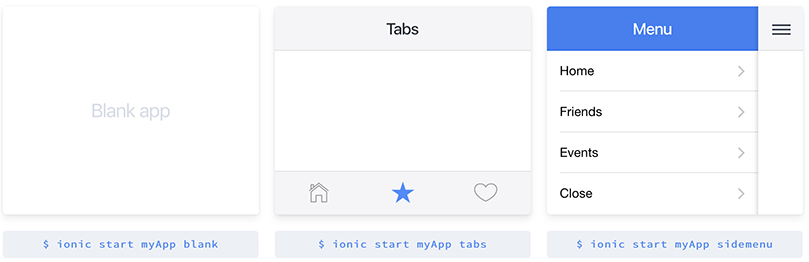 Blank app
$ ionic start myApp blank
Tabs
$ ionic start myApp tabs
Menu
Home
Friends
Events
Close
$ ionic start myApp sidemenu